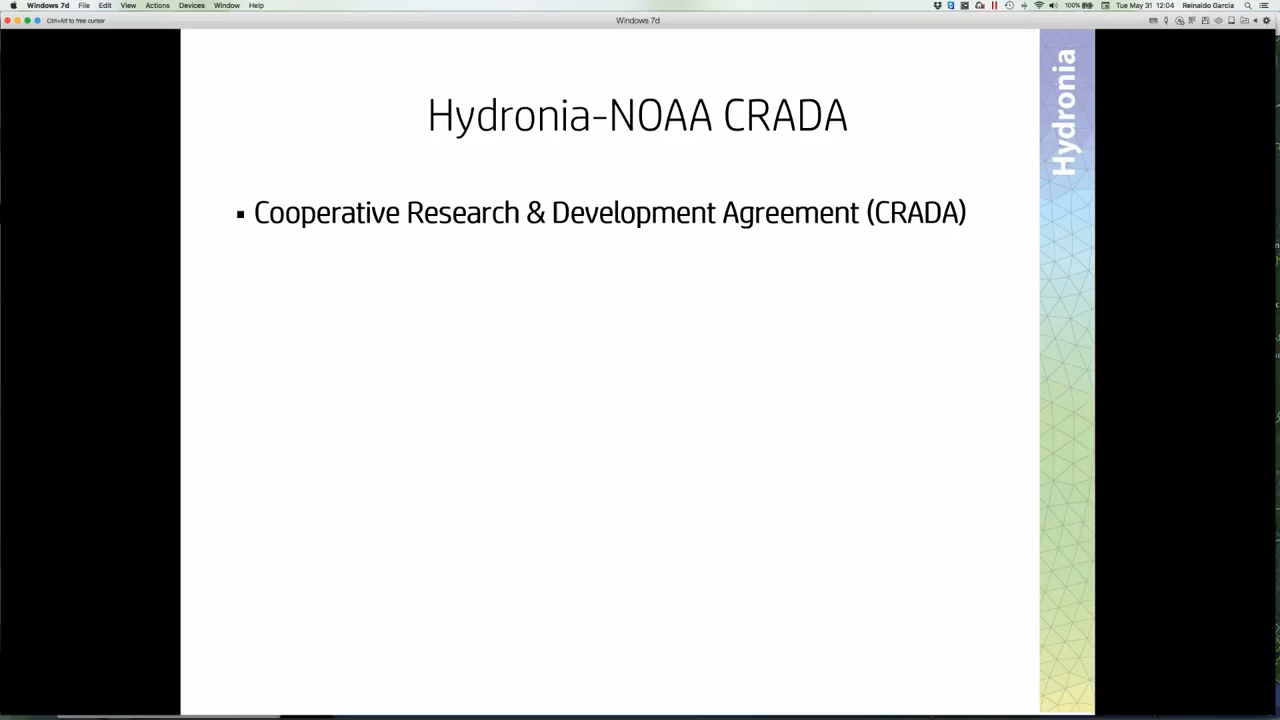 Windows 7d File Edit View Actions Devices Window Help
100% Tue May 31 12:04 Reinaldo Garcia
Ctrl+Alt to free cursor
Windows 7d
Hydronia-NOAA CRADA
▪ Cooperative Research & Development Agreement (CRADA)
Hydronia